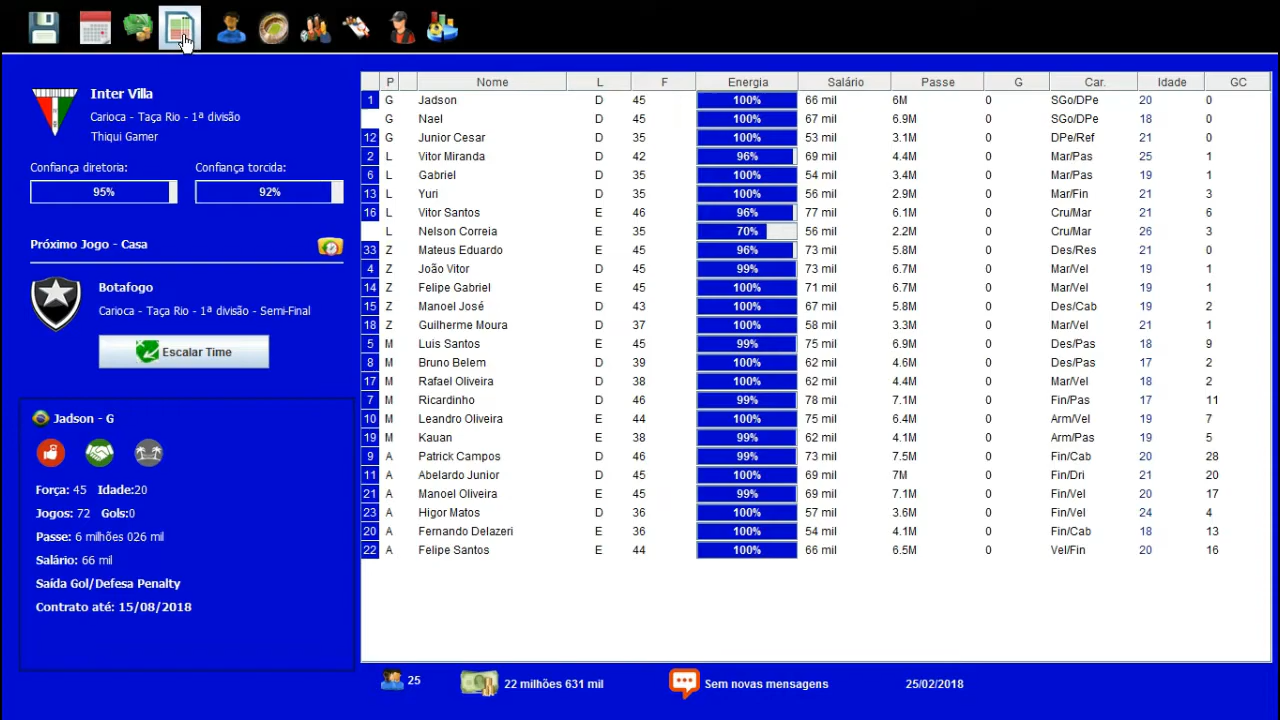 Inter Villa
Carioca - Taça Rio - 1ª divisão
Thiqui Gamer
Confiança diretoria: Confiança torcida:
95% 92%
Próximo Jogo - Casa
Botafogo
Carioca - Taça Rio - 1ª divisão - Semi-Final
Escalar Time
Jadson - G
Força: 45 Idade:20
Jogos: 72 Gols:0
Passe: 6 milhões 026 mil
Salário: 66 mil
Saída Gol/Defesa Penalty
Contrato até: 15/08/2018
P Nome L F Energia Salário Passe G Car. Idade GC
1 G Jadson D 45 100% 66 mil 6M 0 SGo/DPe 20 0
G Nael D 45 100% 67 mil 6.9M 0 SGo/DPe 18 0
12 G Junior Cesar D 35 100% 53 mil 3.1M 0 DPe/Ref 21 0
2 L Vitor Miranda D 42 96% 69 mil 4.4M 0 Mar/Pas 25 1
6 L Gabriel D 35 100% 54 mil 3.4M 0 Mar/Pas 19 1
13 L Yuri D 35 100% 56 mil 2.9M 0 Mar/Fin 21 3
16 L Vitor Santos E 46 96% 77 mil 6.1M 0 Cru/Mar 21 6
L Nelson Correia E 35 70% 56 mil 2.2M 0 Cru/Mar 26 3
33 Z Mateus Eduardo E 45 96% 73 mil 5.8M 0 Des/Res 21 0
4 Z João Vitor D 45 99% 73 mil 6.7M 0 Mar/Vel 19 1
14 Z Felipe Gabriel D 45 100% 71 mil 6.7M 0 Mar/Vel 19 1
15 Z Manoel José D 43 100% 67 mil 5.8M 0 Des/Cab 19 2
18 Z Guilherme Moura D 37 100% 58 mil 3.3M 0 Mar/Vel 21 1
5 M Luis Santos E 45 99% 75 mil 6.9M 0 Des/Pas 18 9
8 M Bruno Belem D 39 100% 62 mil 4.6M 0 Des/Pas 17 2
17 M Rafael Oliveira D 38 100% 62 mil 4.4M 0 Mar/Vel 18 2
7 M Ricardinho D 46 99% 78 mil 7.1M 0 Fin/Pas 17 11
10 M Leandro Oliveira E 44 100% 75 mil 6.4M 0 Arm/Vel 19 7
19 M Kauan E 38 99% 62 mil 4.1M 0 Arm/Pas 19 5
9 A Patrick Campos D 46 99% 73 mil 7.5M 0 Fin/Cab 20 28
11 A Abelardo Junior D 45 100% 69 mil 7M 0 Fin/Dri 21 20
21 A Manoel Oliveira E 45 99% 69 mil 7.1M 0 Fin/Vel 20 17
23 A Higor Matos D 36 100% 57 mil 3.6M 0 Fin/Vel 24 4
20 A Fernando Delazeri E 36 100% 54 mil 4.1M 0 Fin/Cab 18 13
22 A Felipe Santos E 44 100% 66 mil 6.5M 0 Vel/Fin 20 16
25 22 milhões 631 mil Sem novas mensagens 25/02/2018